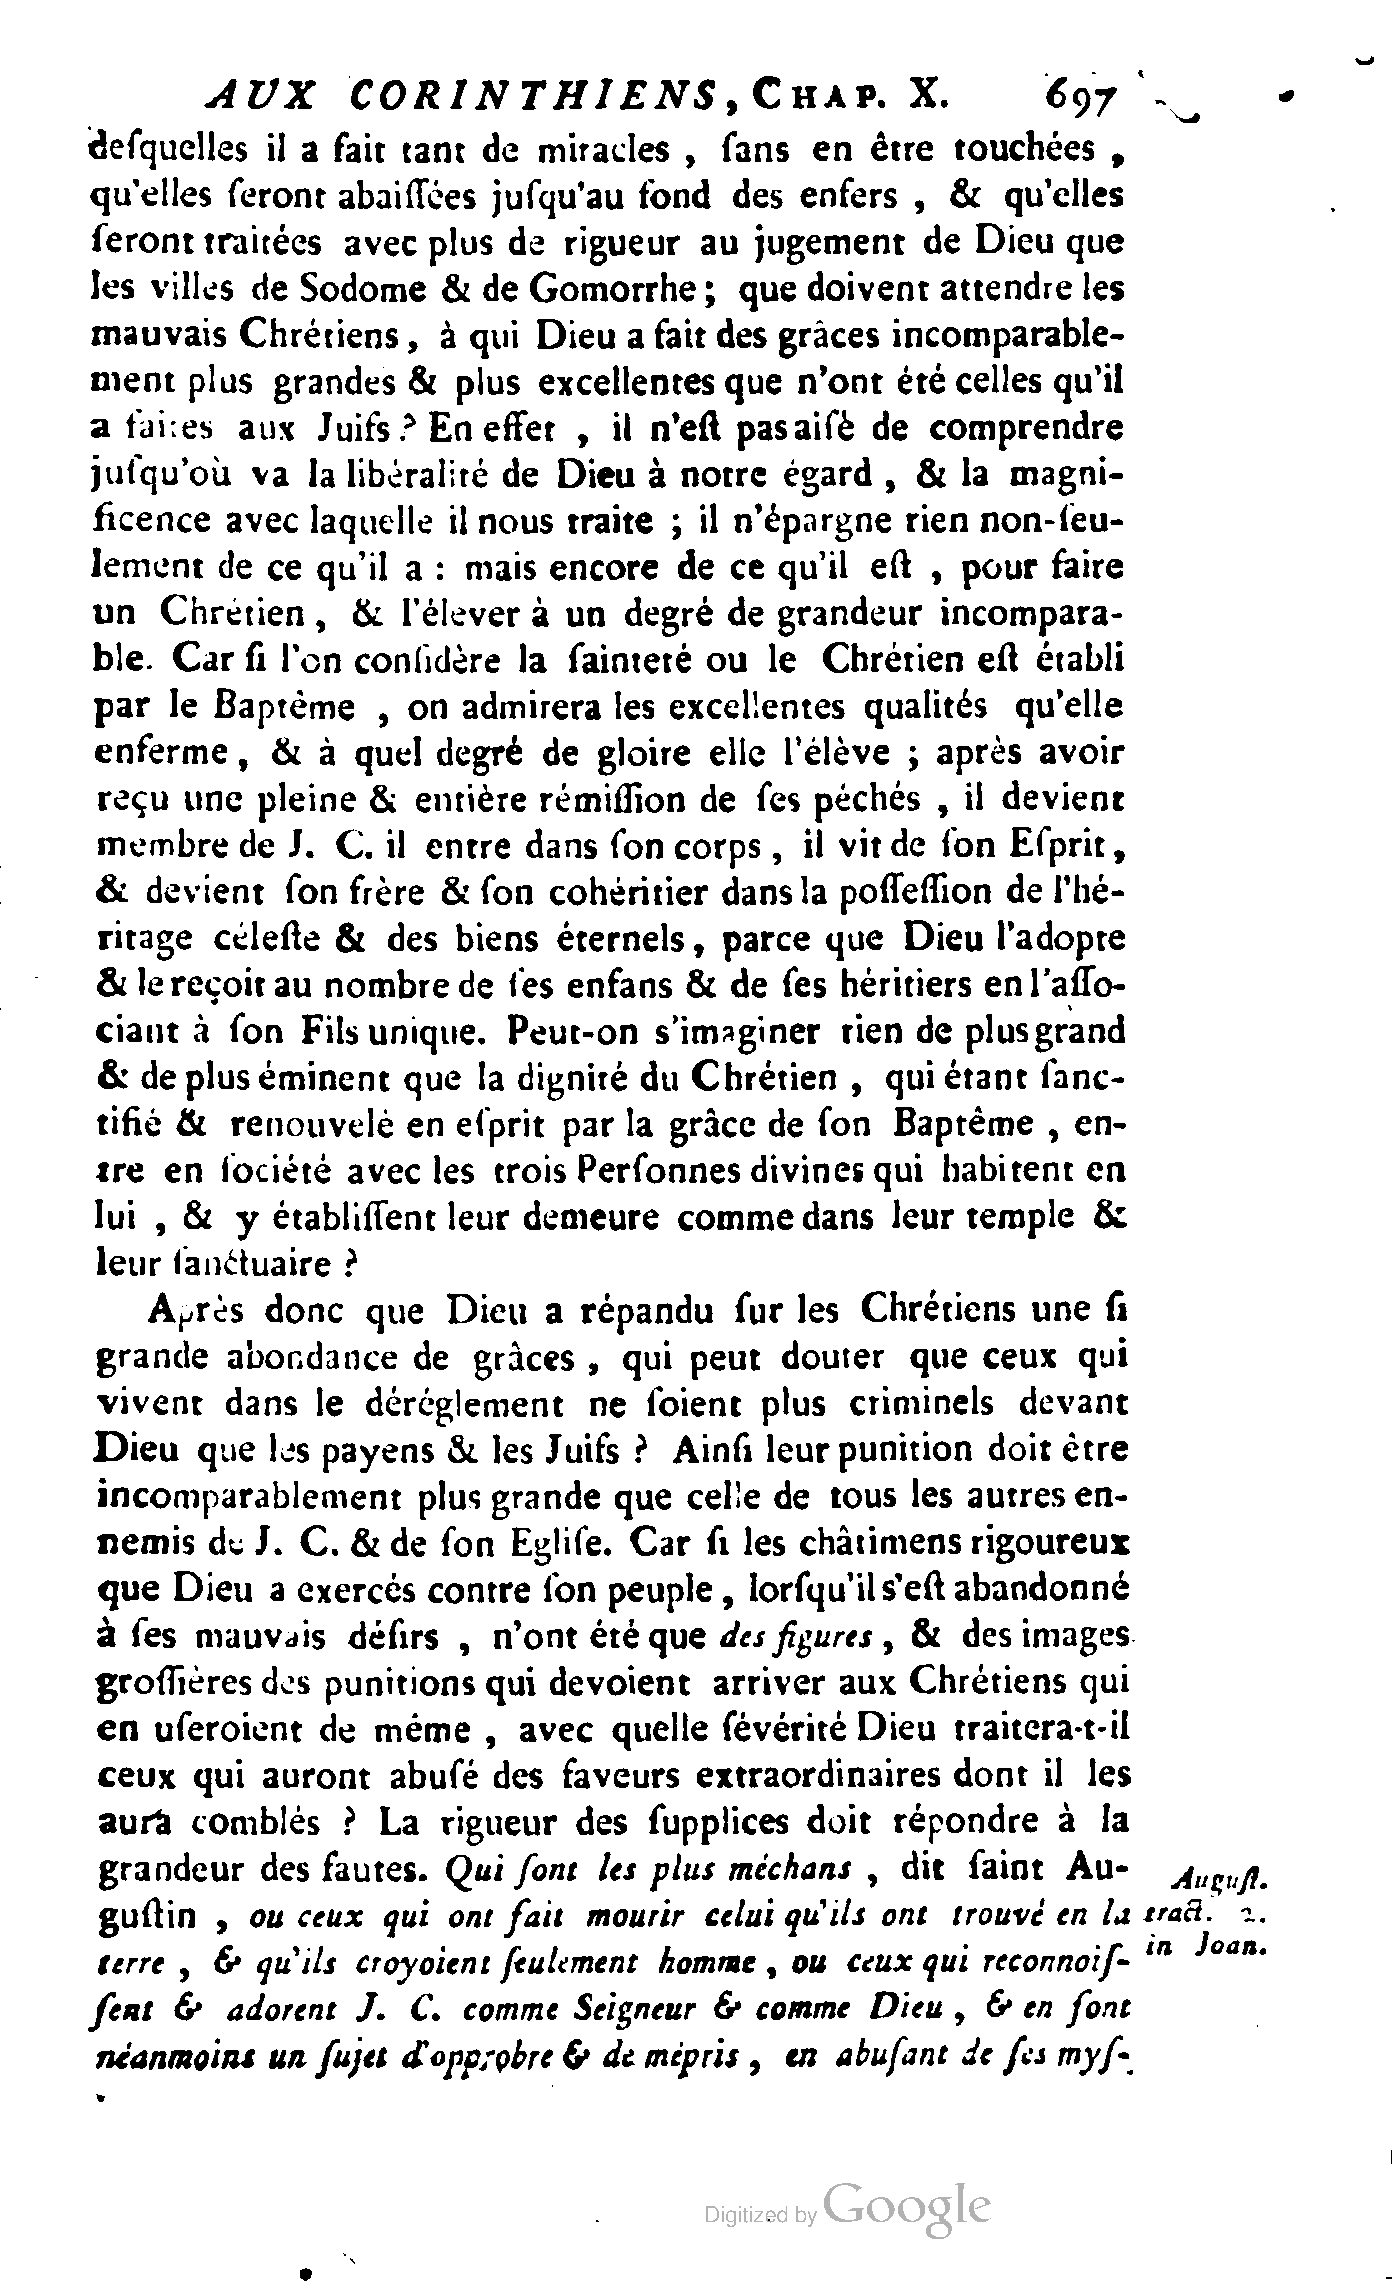 AUX CORINTHIENS, CHAP. X. 697
deſquelles il a fait tant de miracles , ſans en être touchées ,
qu'elles ſeront abaiſſées juſqu'au fond des enfers , & qu'elles
ſeront traitées avec plus de rigueur au jugement de Dieu que
les villes de Sodome & de Gomorrhe ; que doivent attendre les
mauvais Chrétiens , à qui Dieu a fait des grâces incomparable-
ment plus grandes & plus excellentes que n'ont été celles qu'il
a faites aux Juifs ? En effet , il n'eſt pas aiſé de comprendre
juſqu'où va la libéralité de Dieu à notre égard , & la magni-
ficence avec laquelle il nous traite ; il n'épargne rien non-ſeu-
lement de ce qu'il a : mais encore de ce qu'il eſt , pour faire
un Chrétien , & l'élever à un degré de grandeur incompara-
ble. Car ſi l'on conſidère la ſainteté ou le Chrétien eſt établi
par le Baptême , on admirera les excellentes qualités qu'elle
enferme , & à quel degré de gloire elle l'élève ; après avoir
reçu une pleine & entière rémiſſion de ſes péchés , il devient
membre de J. C. il entre dans ſon corps , il vit de ſon Eſprit ,
& devient ſon frère & ſon cohéritier dans la poſſeſſion de l'hé-
ritage céleſte & des biens éternels , parce que Dieu l'adopte
& le reçoit au nombre de ſes enfans & de ſes héritiers en l'aſſo-
ciant à ſon Fils unique. Peut-on s'imaginer rien de plus grand
& de plus éminent que la dignité du Chrétien , qui étant ſanc-
tifié & renouvelé en eſprit par la grâce de ſon Baptême , en-
tre en ſociété avec les trois Perſonnes divines qui habitent en
lui , & y établiſſent leur demeure comme dans leur temple &
leur ſanctuaire ?
Après donc que Dieu a répandu ſur les Chrétiens une ſi
grande abondance de grâces , qui peut douter que ceux qui
vivent dans le déréglement ne ſoient plus criminels devant
Dieu que les payens & les Juifs ? Ainſi leur punition doit être
incomparablement plus grande que celle de tous les autres en-
nemis de J. C. & de ſon Egliſe. Car ſi les châtimens rigoureux
que Dieu a exercés contre ſon peuple , lorſqu'il s'eſt abandonné
à ſes mauvais déſirs , n'ont été que des figures , & des images
groſſières des punitions qui devoient arriver aux Chrétiens qui
en uſeroient de même , avec quelle ſévérité Dieu traitera-t-il
ceux qui auront abuſé des faveurs extraordinaires dont il les
aura comblés ? La rigueur des ſupplices doit répondre à la
grandeur des fautes. Qui ſont les plus méchans , dit ſaint Au-
guſtin , ou ceux qui ont fait mourir celui qu'ils ont trouvé en la
terre , & qu'ils croyoient ſeulement homme , ou ceux qui reconnoiſ-
ſent & adorent J. C. comme Seigneur & comme Dieu , & en font
néanmoins un ſujet d'opprobre & de mépris , en abuſant de ſes myſ-
Auguſt.
tract. 2.
in Joan.
Digitized by Google